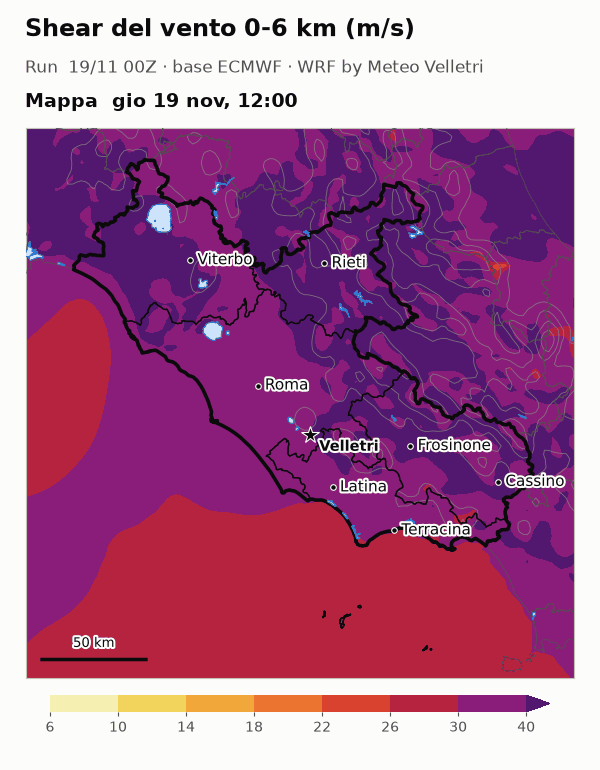 Shear del vento 0-6 km (m/s)
Run  19/11 00Z · base ECMWF · WRF by Meteo Velletri
Mappa  gio 19 nov, 12:00
Viterbo
Rieti
Roma
Velletri
Frosinone
Cassino
Latina
Terracina
50 km
6 10 14 18 22 26 30 40